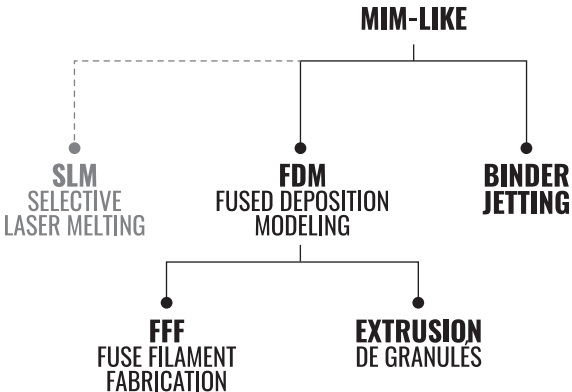 MIM-LIKE
SLM
SELECTIVE
LASER MELTING
FDM
FUSED DEPOSITION
MODELING
BINDER
JETTING
FFF
FUSE FILAMENT
FABRICATION
EXTRUSION
DE GRANULÉS